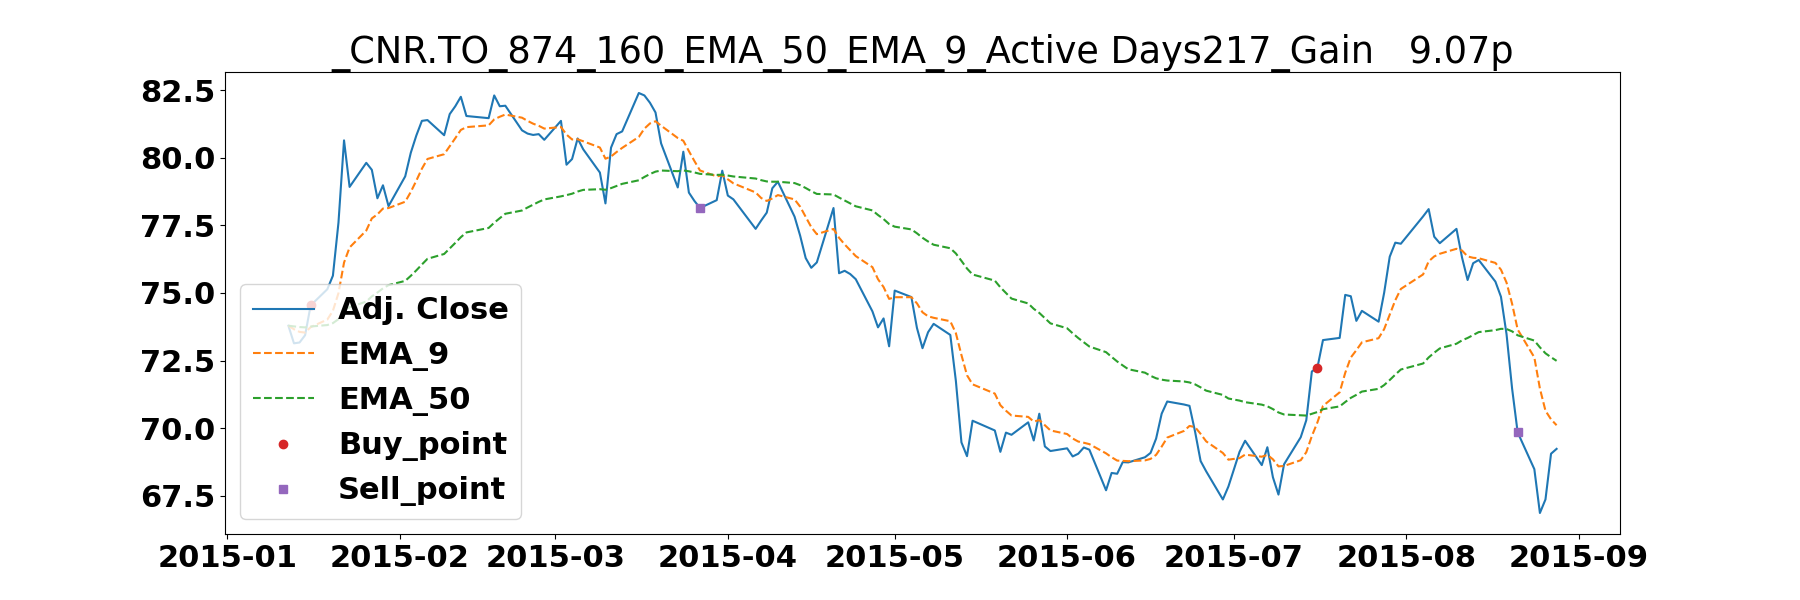 _CNR.TO_874_160_EMA_50_EMA_9_Active Days217_Gain   9.07p
82.5
80.0
77.5
75.0
72.5
70.0
67.5
Adj. Close
EMA_9
EMA_50
Buy_point
Sell_point
2015-01 2015-02 2015-03 2015-04 2015-05 2015-06 2015-07 2015-08 2015-09